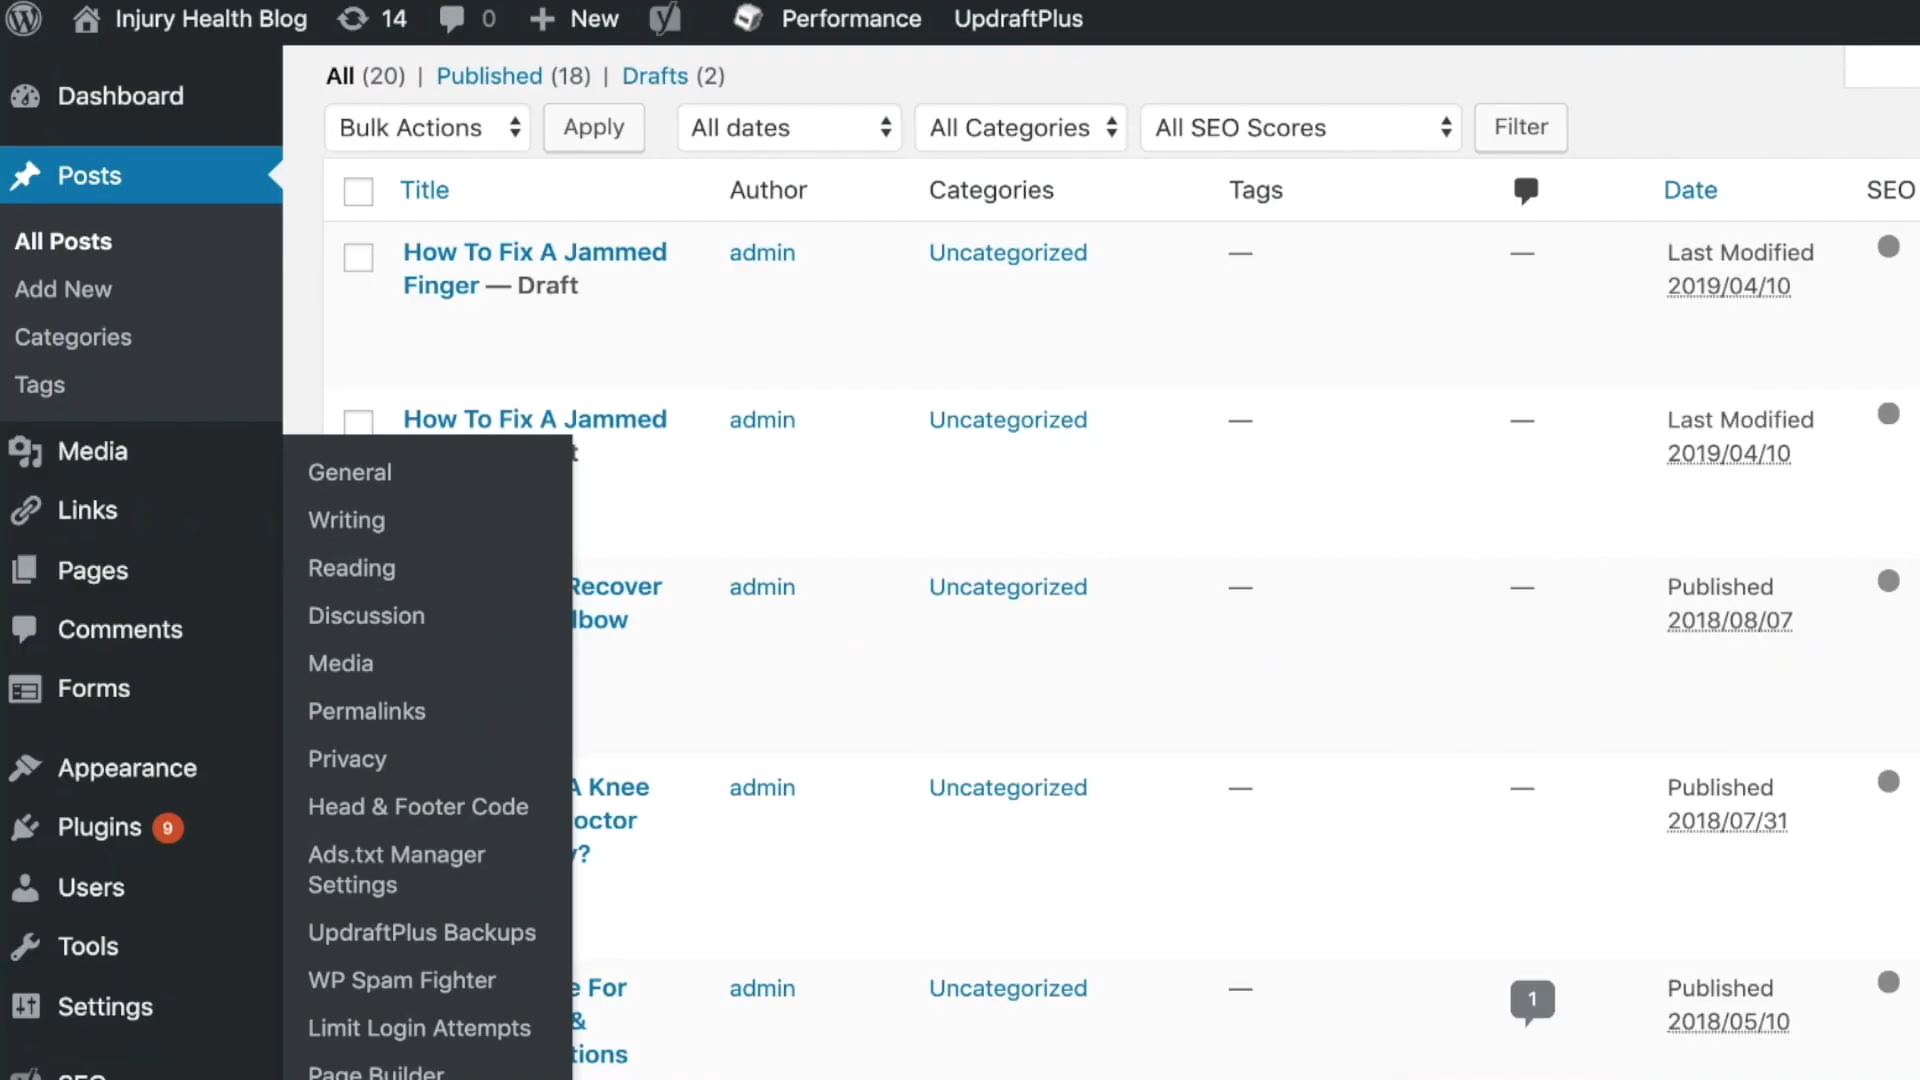 Injury Health Blog 14 0 New Performance UpdraftPlus
Dashboard
Posts
All Posts
Add New
Categories
Tags
Media
Links
Pages
Comments
Forms
Appearance
Plugins 9
Users
Tools
Settings
General
Writing
Reading
Discussion
Media
Permalinks
Privacy
Head & Footer Code
Ads.txt Manager
Settings
UpdraftPlus Backups
WP Spam Fighter
Limit Login Attempts
Page Builder
All (20) | Published (18) | Drafts (2)
Bulk Actions Apply All dates All Categories All SEO Scores Filter
Title Author Categories Tags Date SEO
How To Fix A Jammed admin Uncategorized — — Last Modified
Finger — Draft 2019/04/10
How To Fix A Jammed admin Uncategorized — — Last Modified
2019/04/10
Recover admin Uncategorized — — Published
lbow 2018/08/07
A Knee admin Uncategorized — — Published
octor 2018/07/31
y?
e For admin Uncategorized — 1 Published
& 2018/05/10
tions